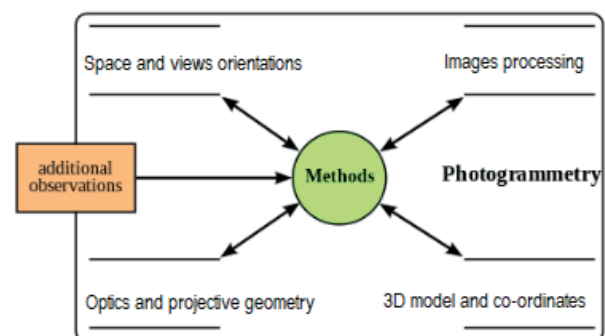 Space and views orientations
Images processing
additional
observations
Methods
Photogrammetry
Optics and projective geometry
3D model and co-ordinates